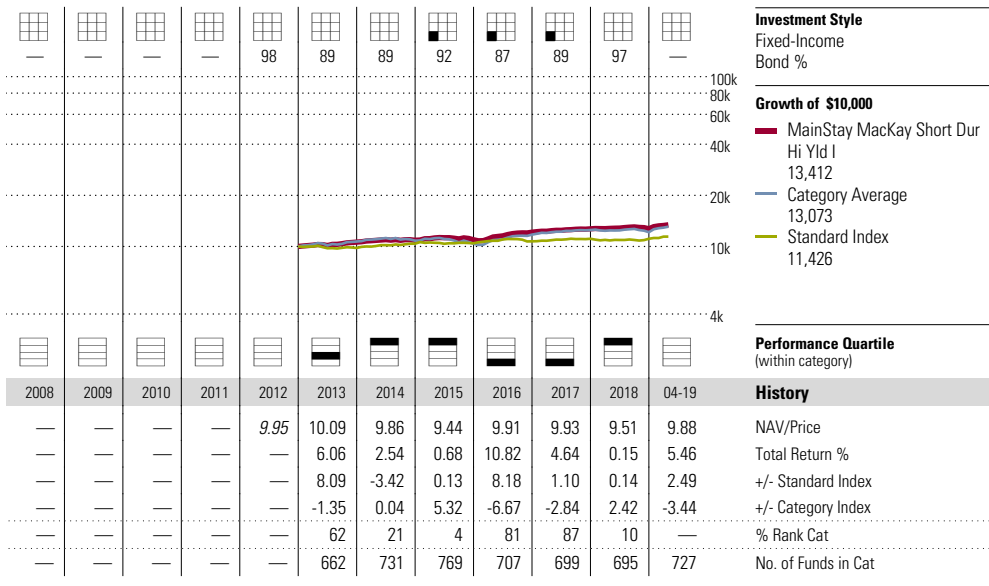 Investment Style
Fixed-Income
— — — — 98 89 89 92 87 89 97 — Bond %
100k
80k
60k
40k
20k
10k
4k
Growth of $10,000
MainStay MacKay Short Dur
Hi Yld I
13,412
Category Average
13,073
Standard Index
11,426
Performance Quartile
(within category)
2008 2009 2010 2011 2012 2013 2014 2015 2016 2017 2018 04-19 History
— — — — 9.95 10.09 9.86 9.44 9.91 9.93 9.51 9.88 NAV/Price
— — — — — 6.06 2.54 0.68 10.82 4.64 0.15 5.46 Total Return %
— — — — — 8.09 -3.42 0.13 8.18 1.10 0.14 2.49 +/- Standard Index
— — — — — -1.35 0.04 5.32 -6.67 -2.84 2.42 -3.44 +/- Category Index
— — — — — 62 21 4 81 87 10 — % Rank Cat
— — — — — 662 731 769 707 699 695 727 No. of Funds in Cat